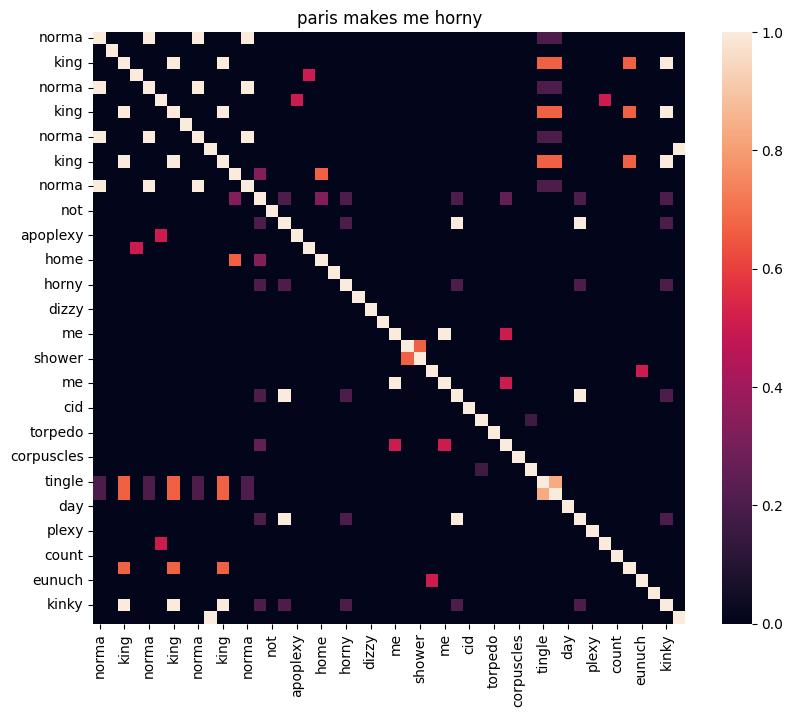 paris makes me horny
norma
king
norma
king
norma
king
norma
not
apoplexy
home
horny
dizzy
me
shower
me
cid
torpedo
corpuscles
tingle
day
plexy
count
eunuch
kinky
norma
king
norma
king
norma
king
norma
not
apoplexy
home
horny
dizzy
me
shower
me
cid
torpedo
corpuscles
tingle
day
plexy
count
eunuch
kinky
1.0
0.8
0.6
0.4
0.2
0.0